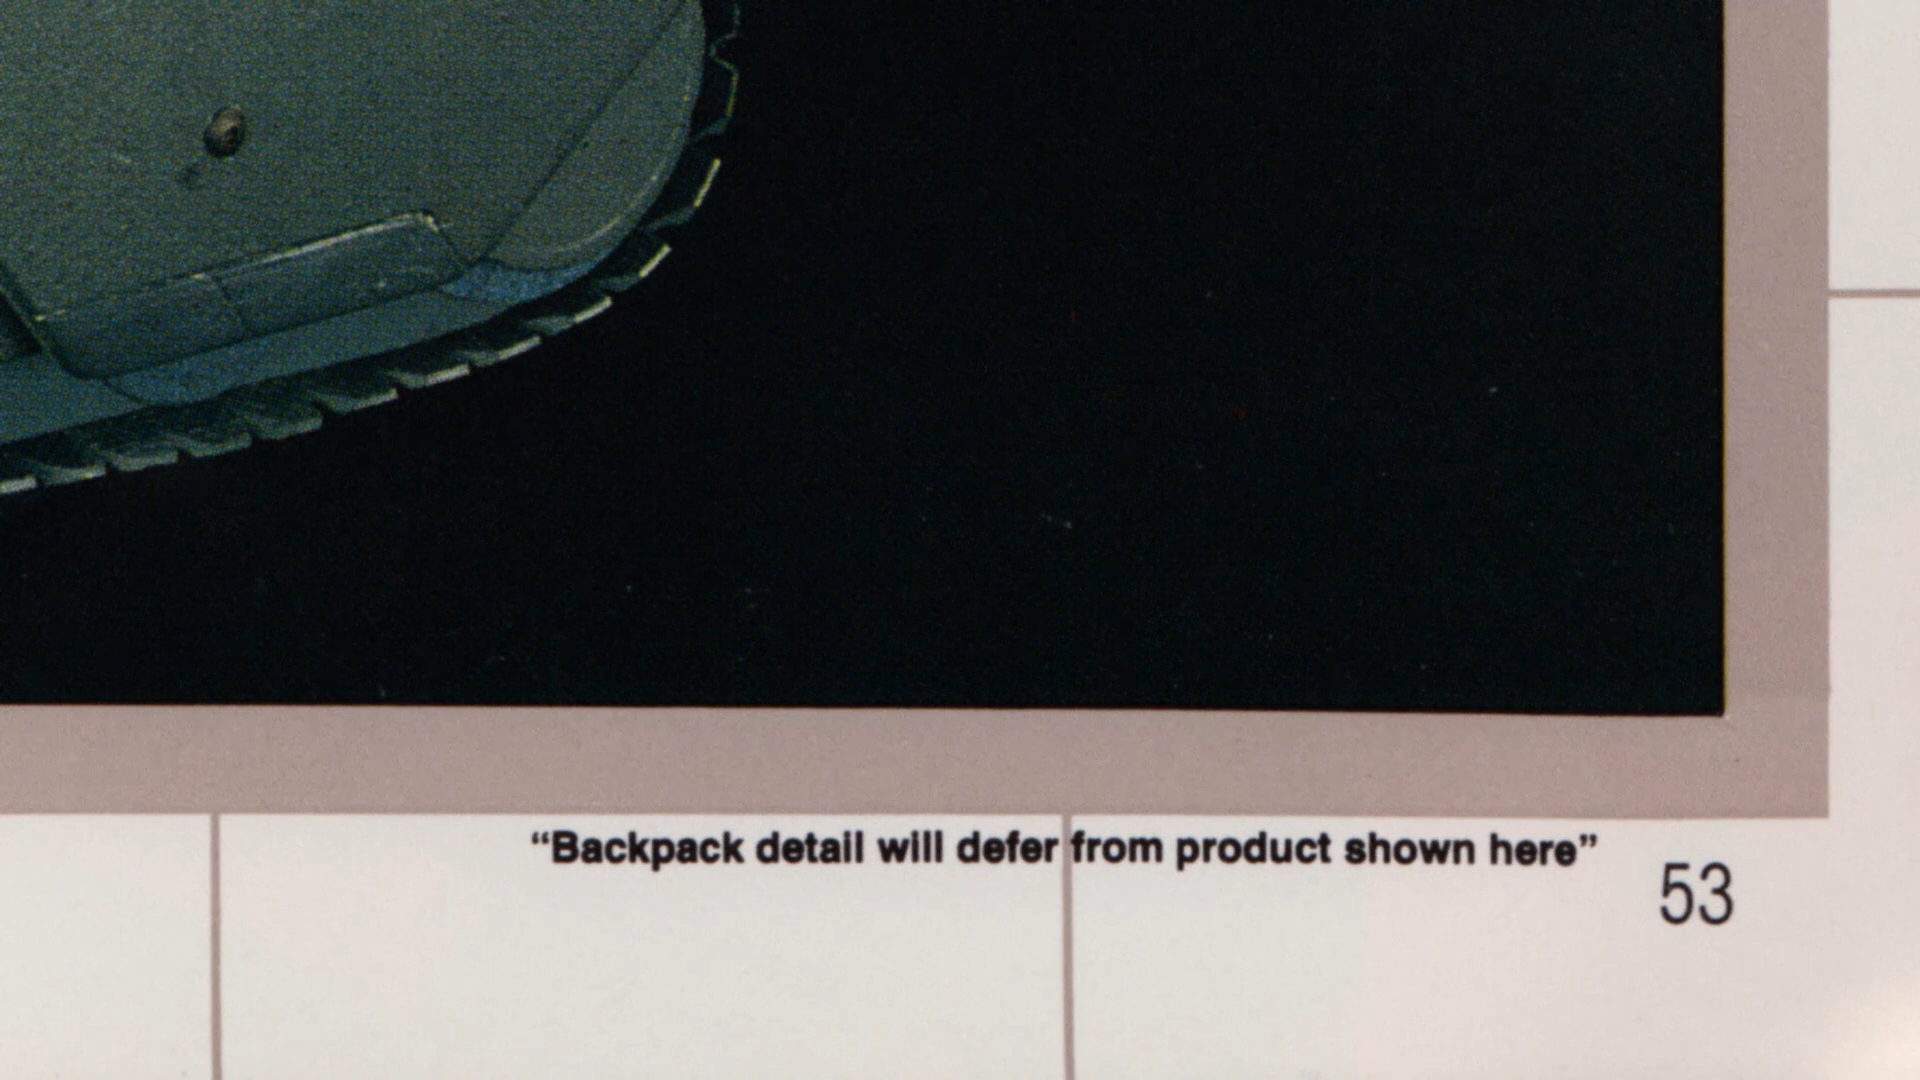 “Backpack detail will defer from product shown here”
53